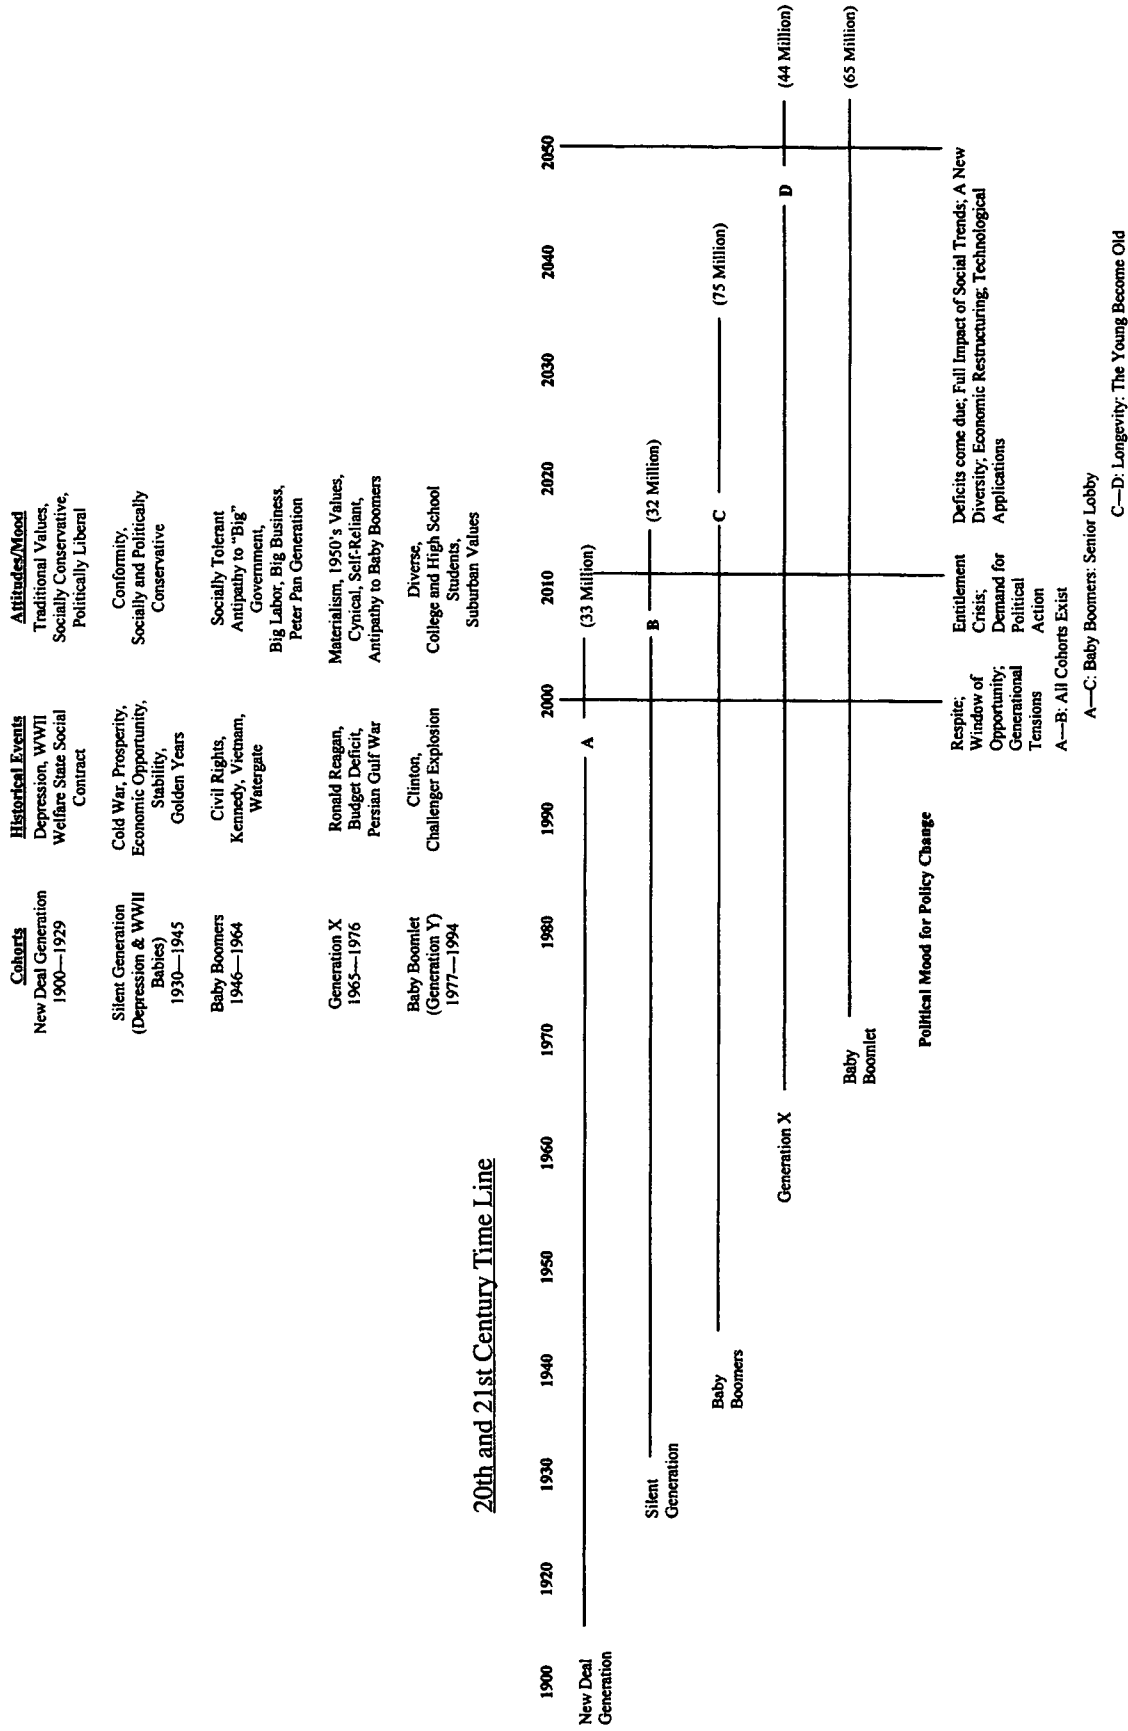 Cohorts
Historical Events
Attitudes/Mood
New Deal Generation
1900—1929
Depression, WWII
Welfare State Social
Contract
Traditional Values,
Socially Conservative,
Politically Liberal
Silent Generation
(Depression & WWII
Babies)
1930—1945
Cold War, Prosperity,
Economic Opportunity,
Stability,
Golden Years
Conformity,
Socially and Politically
Conservative
Baby Boomers
1946—1964
Civil Rights,
Kennedy, Vietnam,
Watergate
Socially Tolerant
Antipathy to "Big"
Government,
Big Labor, Big Business,
Peter Pan Generation
Generation X
1965—1976
Ronald Reagan,
Budget Deficit,
Persian Gulf War
Materialism, 1950's Values,
Cynical, Self-Reliant,
Antipathy to Baby Boomers
Baby Boomlet
(Generation Y)
1977—1994
Clinton,
Challenger Explosion
Diverse,
College and High School
Students,
Suburban Values
20th and 21st Century Time Line
1900 1920 1930 1940 1950 1960 1970 1980 1990 2000 2010 2020 2030 2040 2050
New Deal
Generation
A
(33 Million)
Silent
Generation
B
(32 Million)
Baby
Boomers
C
(75 Million)
Generation X
D
(44 Million)
Baby
Boomlet
(65 Million)
Political Mood for Policy Change
Respite;
Window of
Opportunity;
Generational
Tensions
Entitlement
Crisis;
Demand for
Political
Action
Deficits come due; Full Impact of Social Trends; A New
Diversity; Economic Restructuring; Technological
Applications
A—B: All Cohorts Exist
A—C: Baby Boomers: Senior Lobby
C—D: Longevity: The Young Become Old